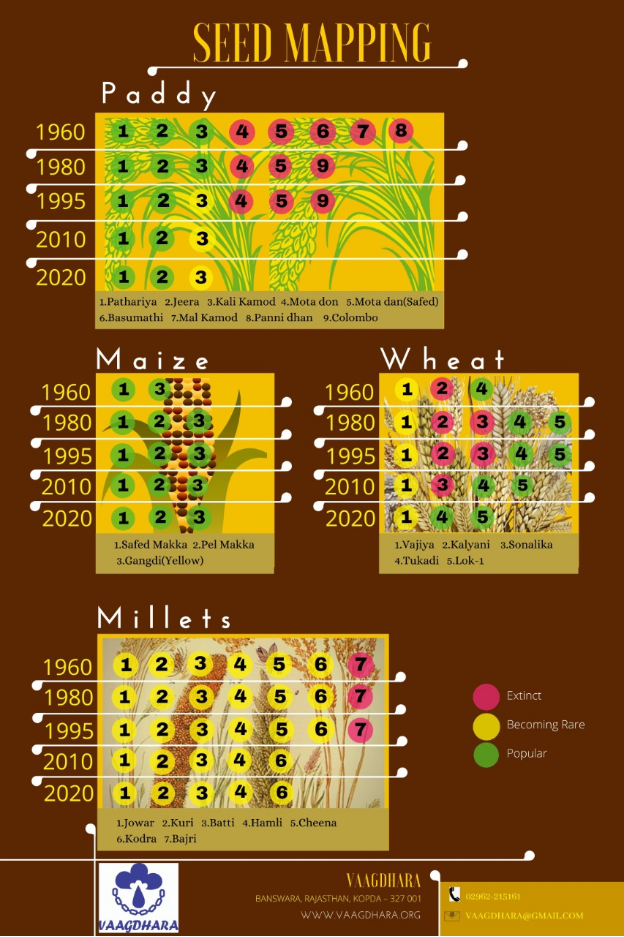 SEED MAPPING
Paddy
1960 1 2 3 4 5 6 7 8
1980 1 2 3 4 5 9
1995 1 2 3 4 5 9
2010 1 2 3
2020 1 2 3
1.Pathariya 2.Jeera 3.Kali Kamod 4.Mota don 5.Mota dan(Safed)
6.Basumathi 7.Mal Kamod 8.Panni dhan 9.Colombo
Maize
1960 1 3
1980 1 2 3
1995 1 2 3
2010 1 2 3
2020 1 2 3
1.Safed Makka 2.Pel Makka
3.Gangdi(Yellow)
Wheat
1960 1 2 4
1980 1 2 3 4 5
1995 1 2 3 4 5
2010 1 3 4 5
2020 1 4 5
1.Vajiya 2.Kalyani 3.Sonalika
4.Tukadi 5.Lok-1
Millets
1960 1 2 3 4 5 6 7
1980 1 2 3 4 5 6 7
1995 1 2 3 4 5 6 7
2010 1 2 3 4 6
2020 1 2 3 4 6
1.Jowar 2.Kuri 3.Batti 4.Hamli 5.Cheena
6.Kodra 7.Bajri
Extinct
Becoming Rare
Popular
VAAGDHARA
VAAGDHARA
BANSWARA, RAJASTHAN, KOPDA – 327 001
WWW.VAAGDHARA.ORG
02962-215161
VAAGDHARA@GMAIL.COM